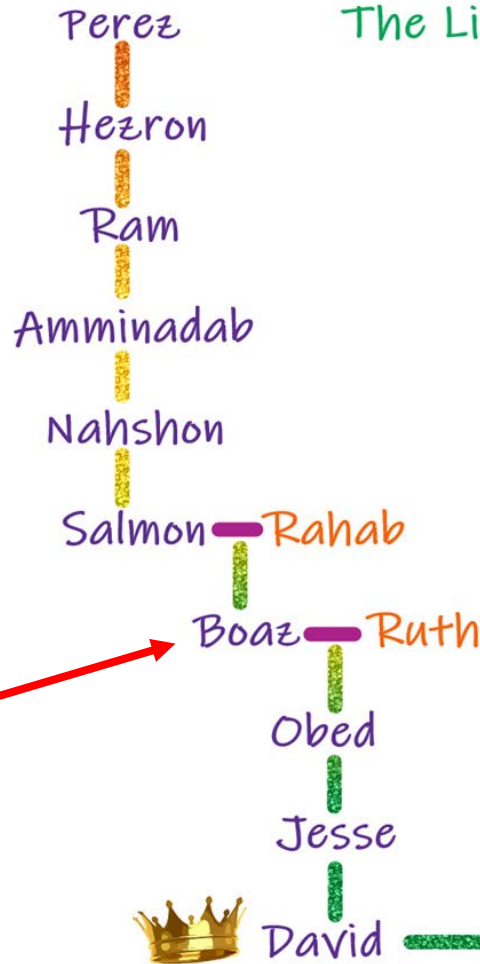 Perez The Li
Hezron
Ram
Amminadab
Nahshon
Salmon Rahab
Boaz Ruth
Obed
Jesse
David